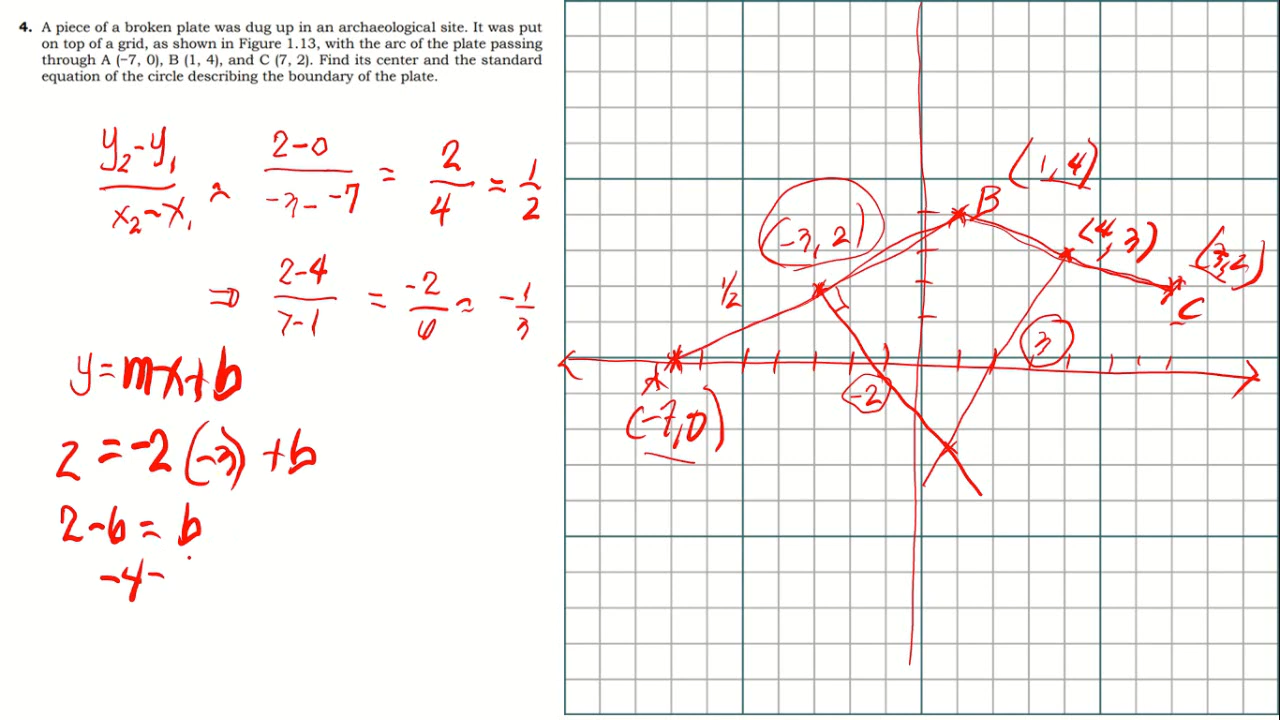 4. A piece of a broken plate was dug up in an archaeological site. It was put
on top of a grid, as shown in Figure 1.13, with the arc of the plate passing
through A (−7, 0), B (1, 4), and C (7, 2). Find its center and the standard
equation of the circle describing the boundary of the plate.
y₂-y₁ / x₂-x₁ = 2-0 / -3--7 = 2/4 = 1/2
⇒ 2-4 / 7-1 = -2/6 = -1/3
y=mx+b
2=-2(-3)+b
2-6=b
-4=
(1,4)
B
(-3,2)
(4,3)
(7,2)
1/2
C
3
A
-2
(-7,0)